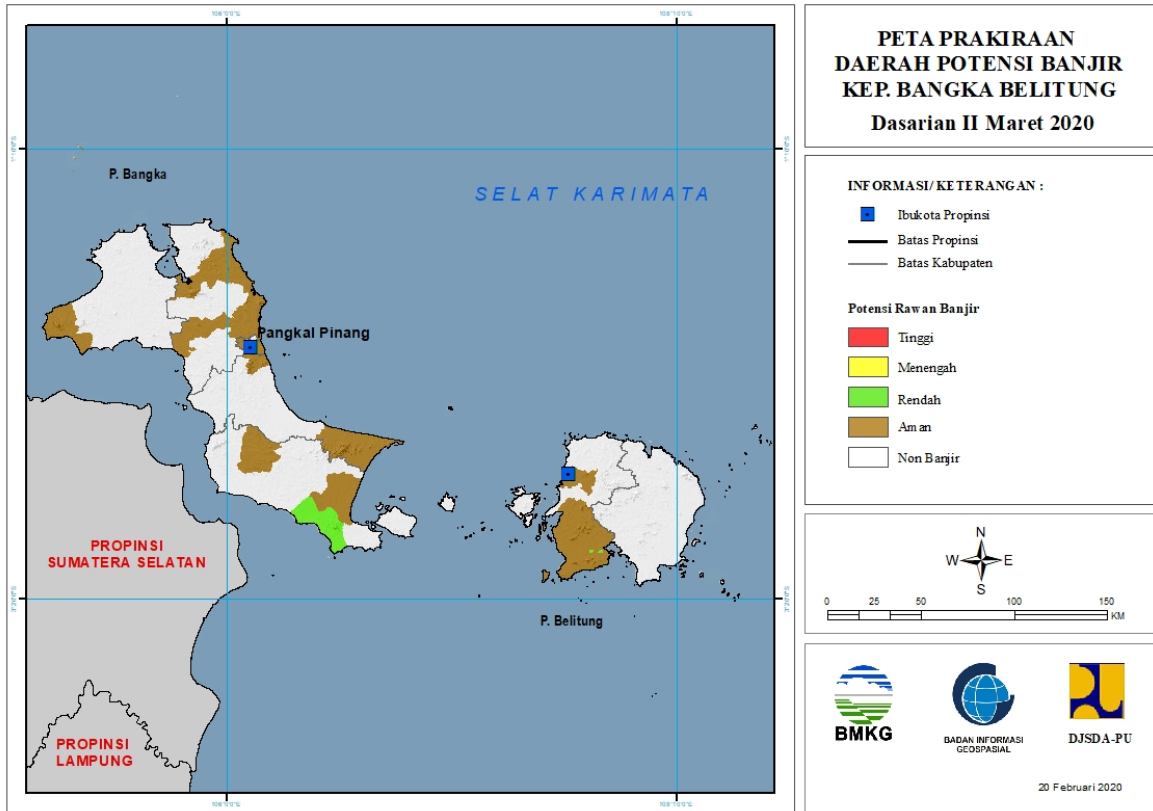 PETA PRAKIRAAN
DAERAH POTENSI BANJIR
KEP. BANGKA BELITUNG
Dasarian II Maret 2020
P. Bangka
SELAT KARIMATA
Pangkal Pinang
PROPINSI
SUMATERA SELATAN
P. Belitung
PROPINSI
LAMPUNG
INFORMASI/ KETERANGAN :
Ibukota Propinsi
Batas Propinsi
Batas Kabupaten
Potensi Rawan Banjir
Tinggi
Menengah
Rendah
Aman
Non Banjir
N
W E
S
0 25 50 100 150
KM
BMKG
BADAN INFORMASI
GEOSPASIAL
DJSDA-PU
20 Februari 2020